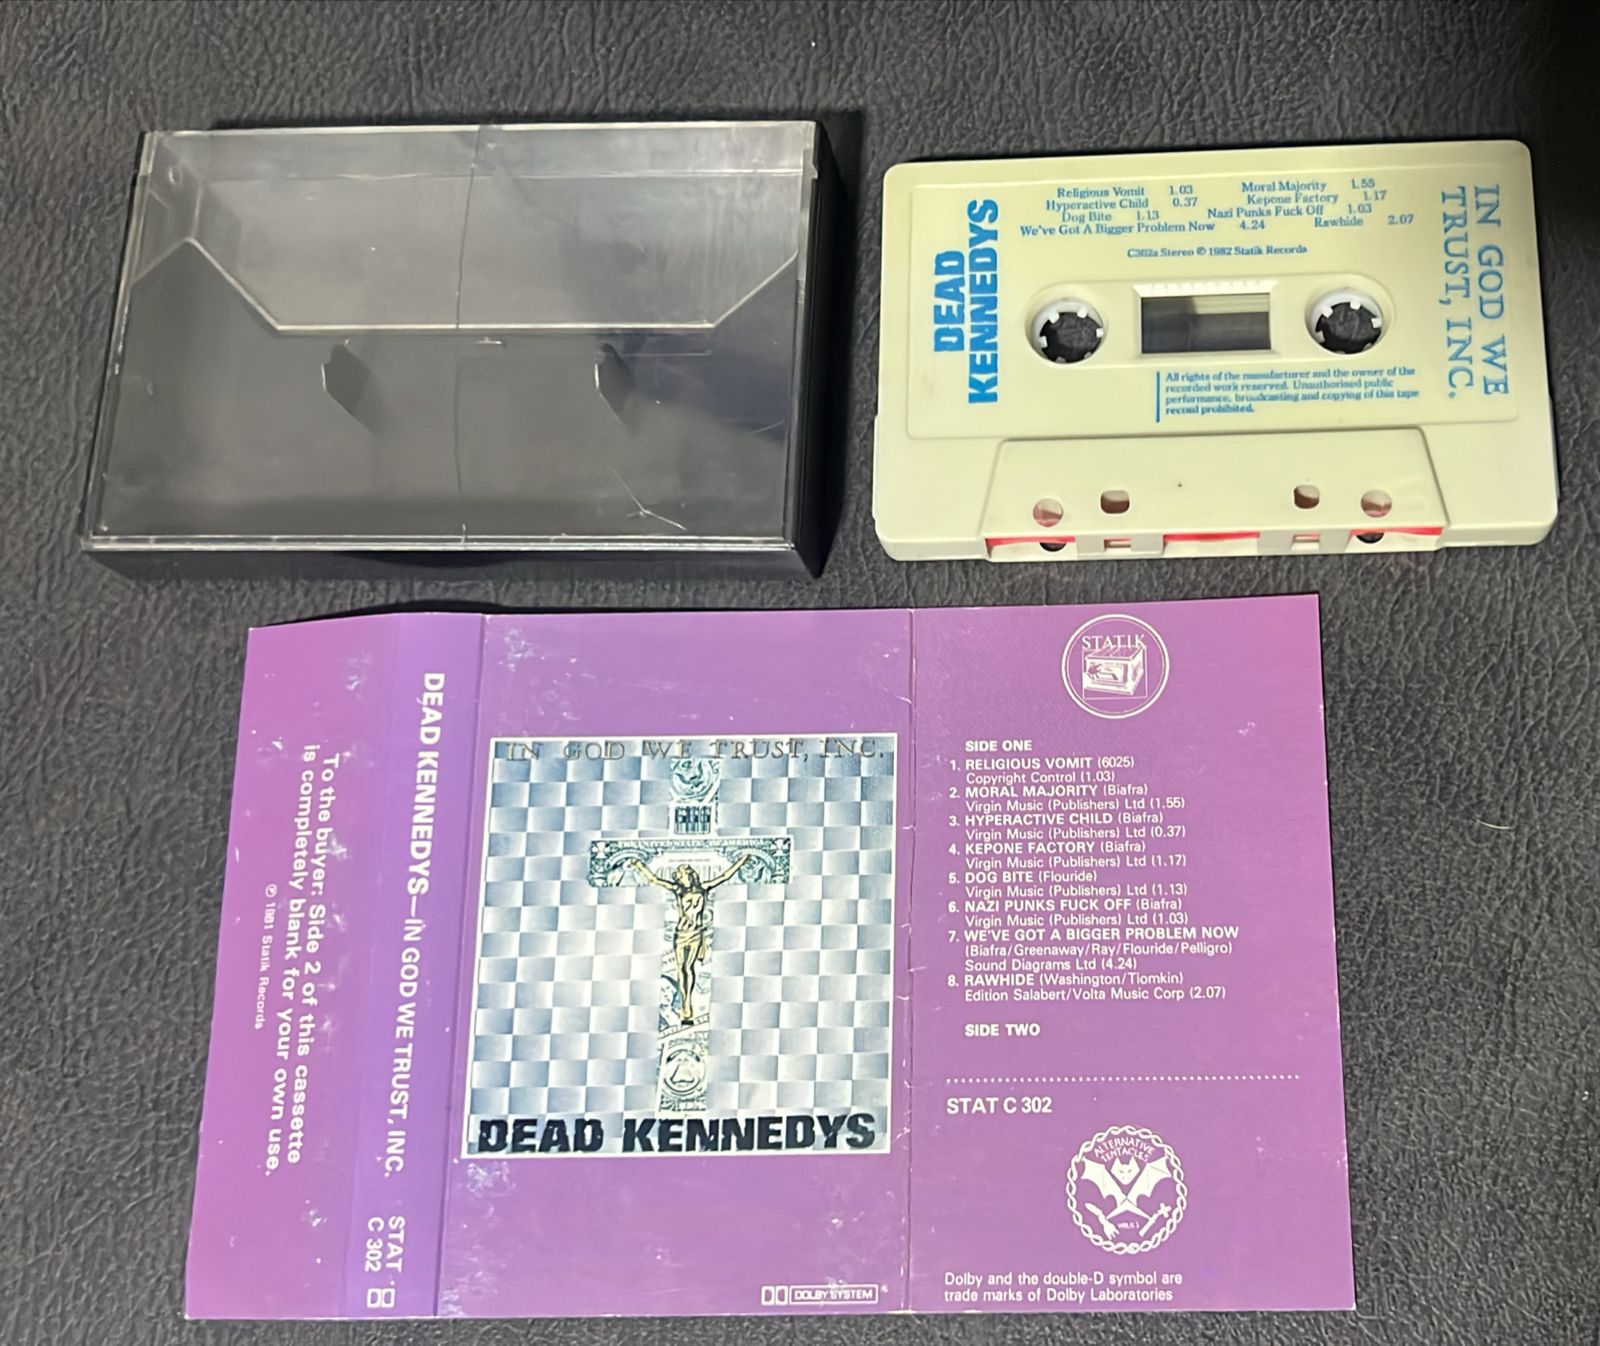 Religious Vomit 1.03 Moral Majority 1.55
Hyperactive Child 0.37 Kepone Factory 1.17
Dog Bite 1.13 Nazi Punks Fuck Off 1.03
We've Got A Bigger Problem Now 4.24 Rawhide 2.07
C302a Stereo ℗ 1982 Statik Records
DEAD
KENNEDYS
IN GOD WE
TRUST, INC.
All rights of the manufacturer and the owner of the
recorded work reserved. Unauthorised public
performance, broadcasting and copying of this tape
record prohibited.
To the buyer: Side 2 of this cassette
is completely blank for your own use.
℗ 1981 Statik Records
DEAD KENNEDYS—IN GOD WE TRUST, INC. STAT C 302
IN GOD WE TRUST, INC.
THE UNITED STATES OF AMERICA
DEAD KENNEDYS
DOLBY SYSTEM
STATIK
SIDE ONE
1. RELIGIOUS VOMIT (6025)
Copyright Control (1.03)
2. MORAL MAJORITY (Biafra)
Virgin Music (Publishers) Ltd (1.55)
3. HYPERACTIVE CHILD (Biafra)
Virgin Music (Publishers) Ltd (0.37)
4. KEPONE FACTORY (Biafra)
Virgin Music (Publishers) Ltd (1.17)
5. DOG BITE (Flouride)
Virgin Music (Publishers) Ltd (1.13)
6. NAZI PUNKS FUCK OFF (Biafra)
Virgin Music (Publishers) Ltd (1.03)
7. WE'VE GOT A BIGGER PROBLEM NOW
(Biafra/Greenaway/Ray/Flouride/Pelligro)
Sound Diagrams Ltd (4.24)
8. RAWHIDE (Washington/Tiomkin)
Edition Salabert/Volta Music Corp (2.07)
SIDE TWO
STAT C 302
ALTERNATIVE
TENTACLES
VIRUS 5
Dolby and the double-D symbol are
trade marks of Dolby Laboratories